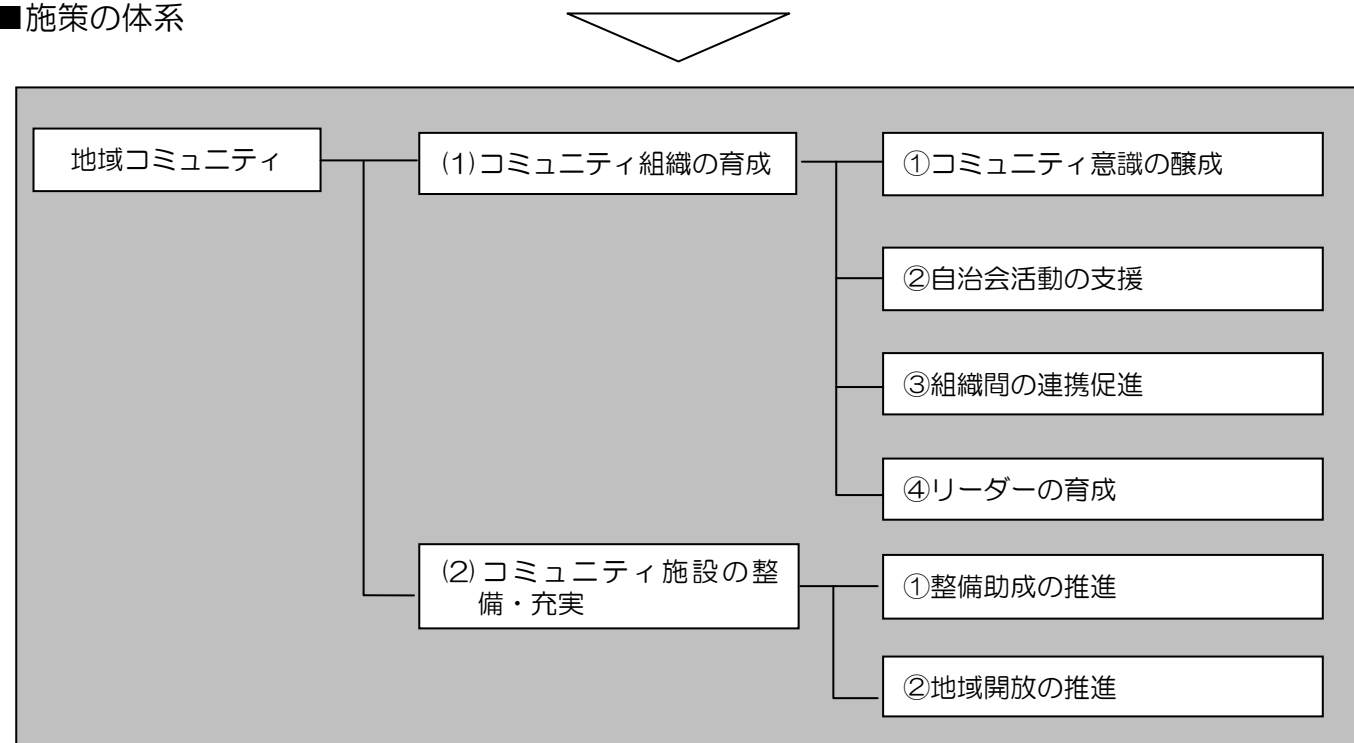 ■施策の体系
地域コミュニティ
(1)コミュニティ組織の育成
①コミュニティ意識の醸成
②自治会活動の支援
③組織間の連携促進
④リーダーの育成
(2)コミュニティ施設の整
備・充実
①整備助成の推進
②地域開放の推進